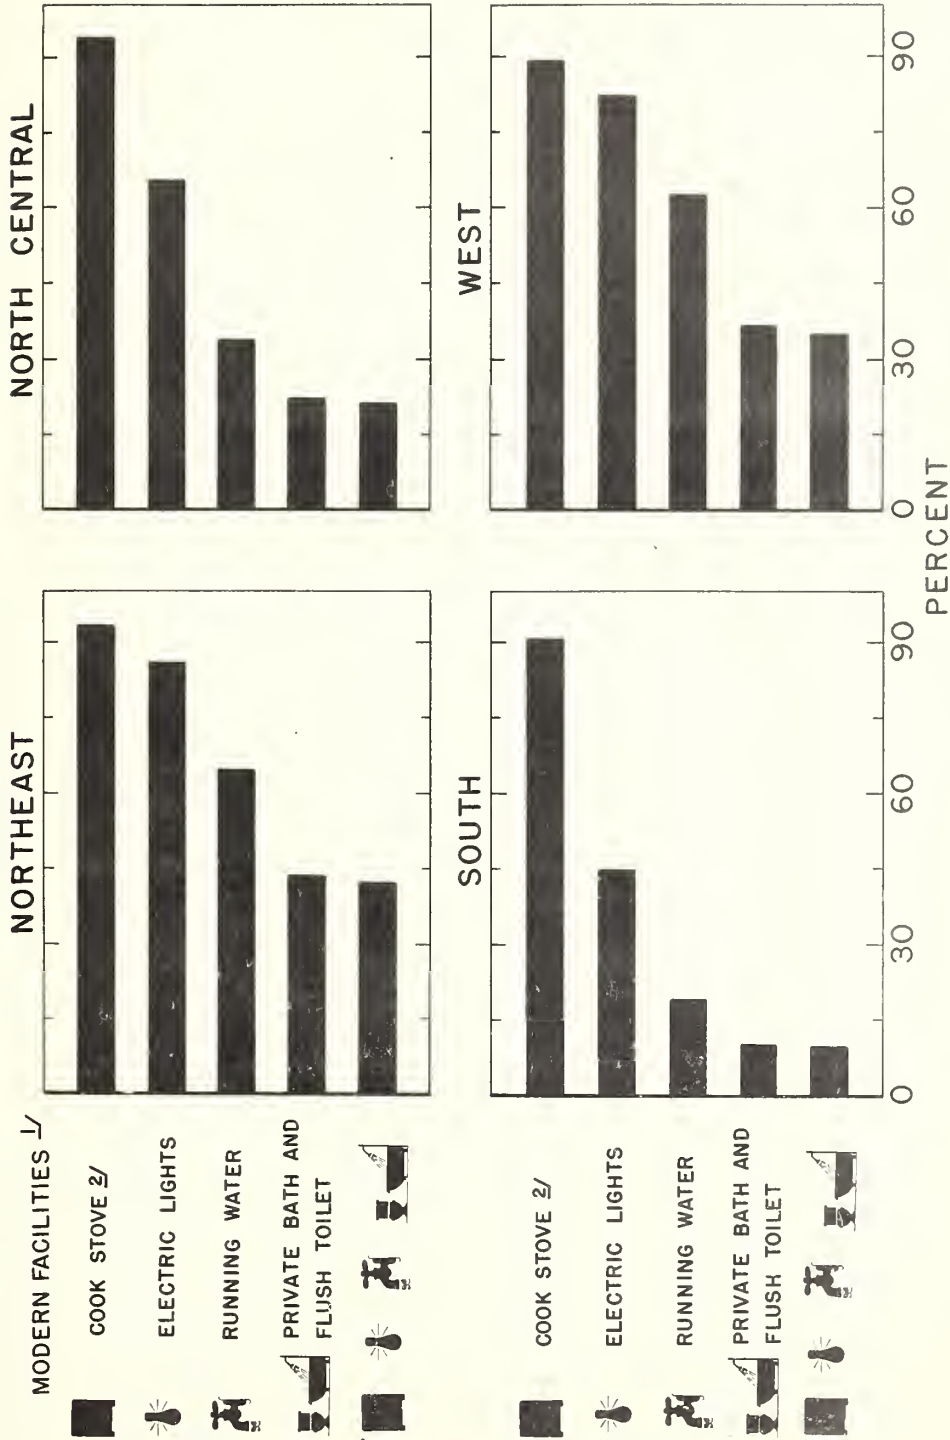 MODERN FACILITIES 1/
NORTHEAST
NORTH CENTRAL
COOK STOVE 2/
ELECTRIC LIGHTS
RUNNING WATER
PRIVATE BATH AND
FLUSH TOILET
SOUTH
WEST
COOK STOVE 2/
ELECTRIC LIGHTS
RUNNING WATER
PRIVATE BATH AND
FLUSH TOILET
0 30 60 90 0 30 60 90
PERCENT